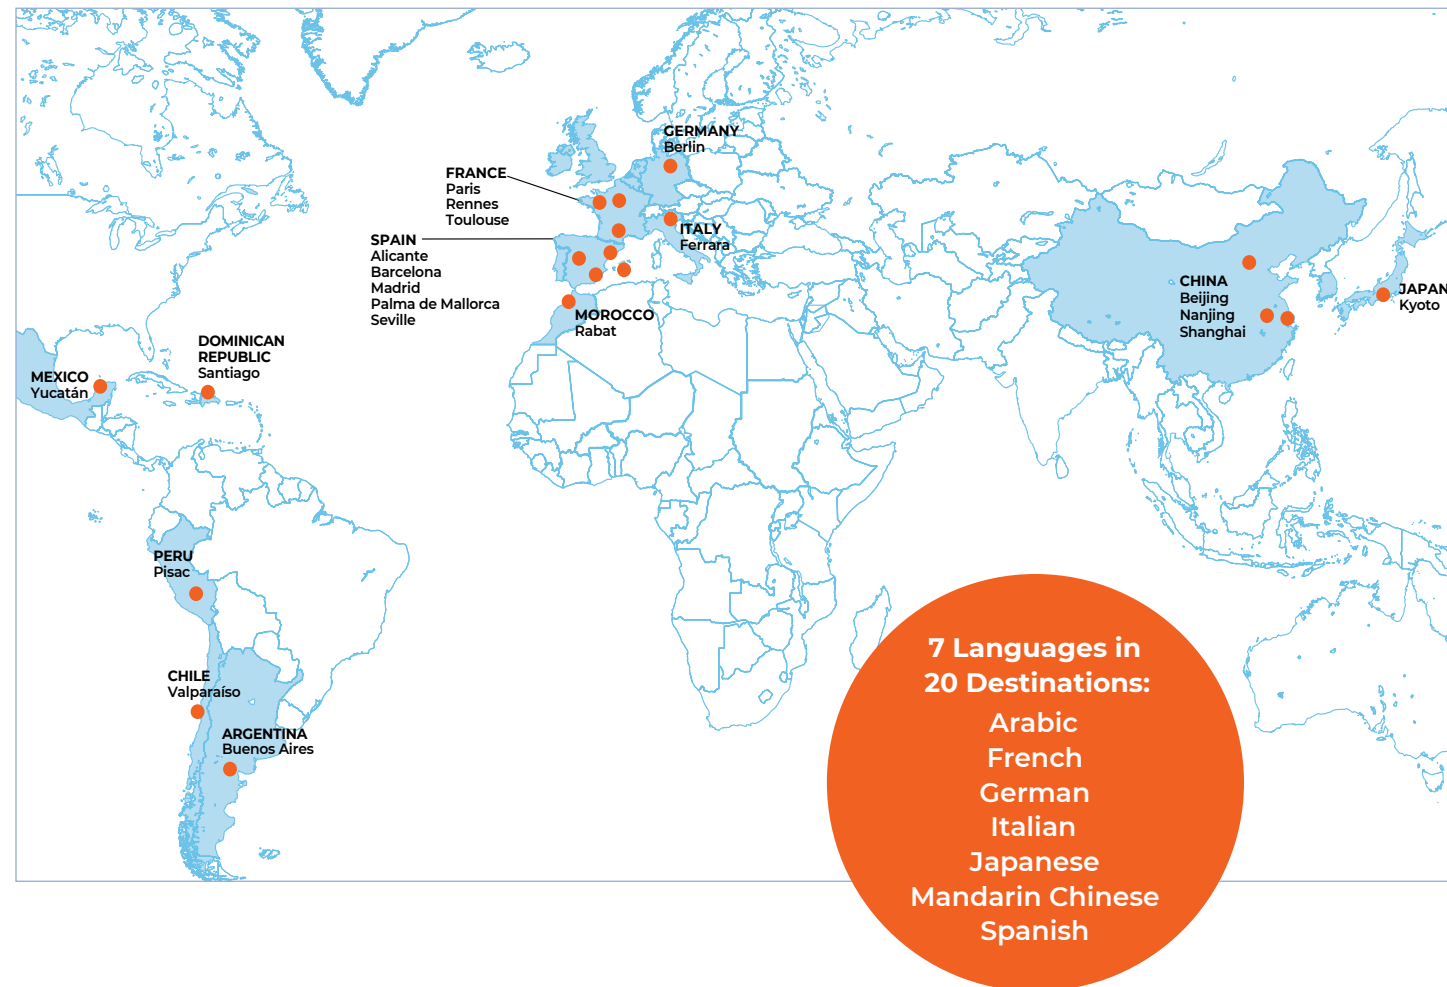 GERMANY
Berlin
FRANCE
Paris
Rennes
Toulouse
ITALY
Ferrara
SPAIN
Alicante
Barcelona
Madrid
Palma de Mallorca
Seville
MOROCCO
Rabat
CHINA
Beijing
Nanjing
Shanghai
JAPAN
Kyoto
DOMINICAN
REPUBLIC
Santiago
MEXICO
Yucatán
PERU
Pisac
CHILE
Valparaíso
ARGENTINA
Buenos Aires
7 Languages in
20 Destinations:
Arabic
French
German
Italian
Japanese
Mandarin Chinese
Spanish